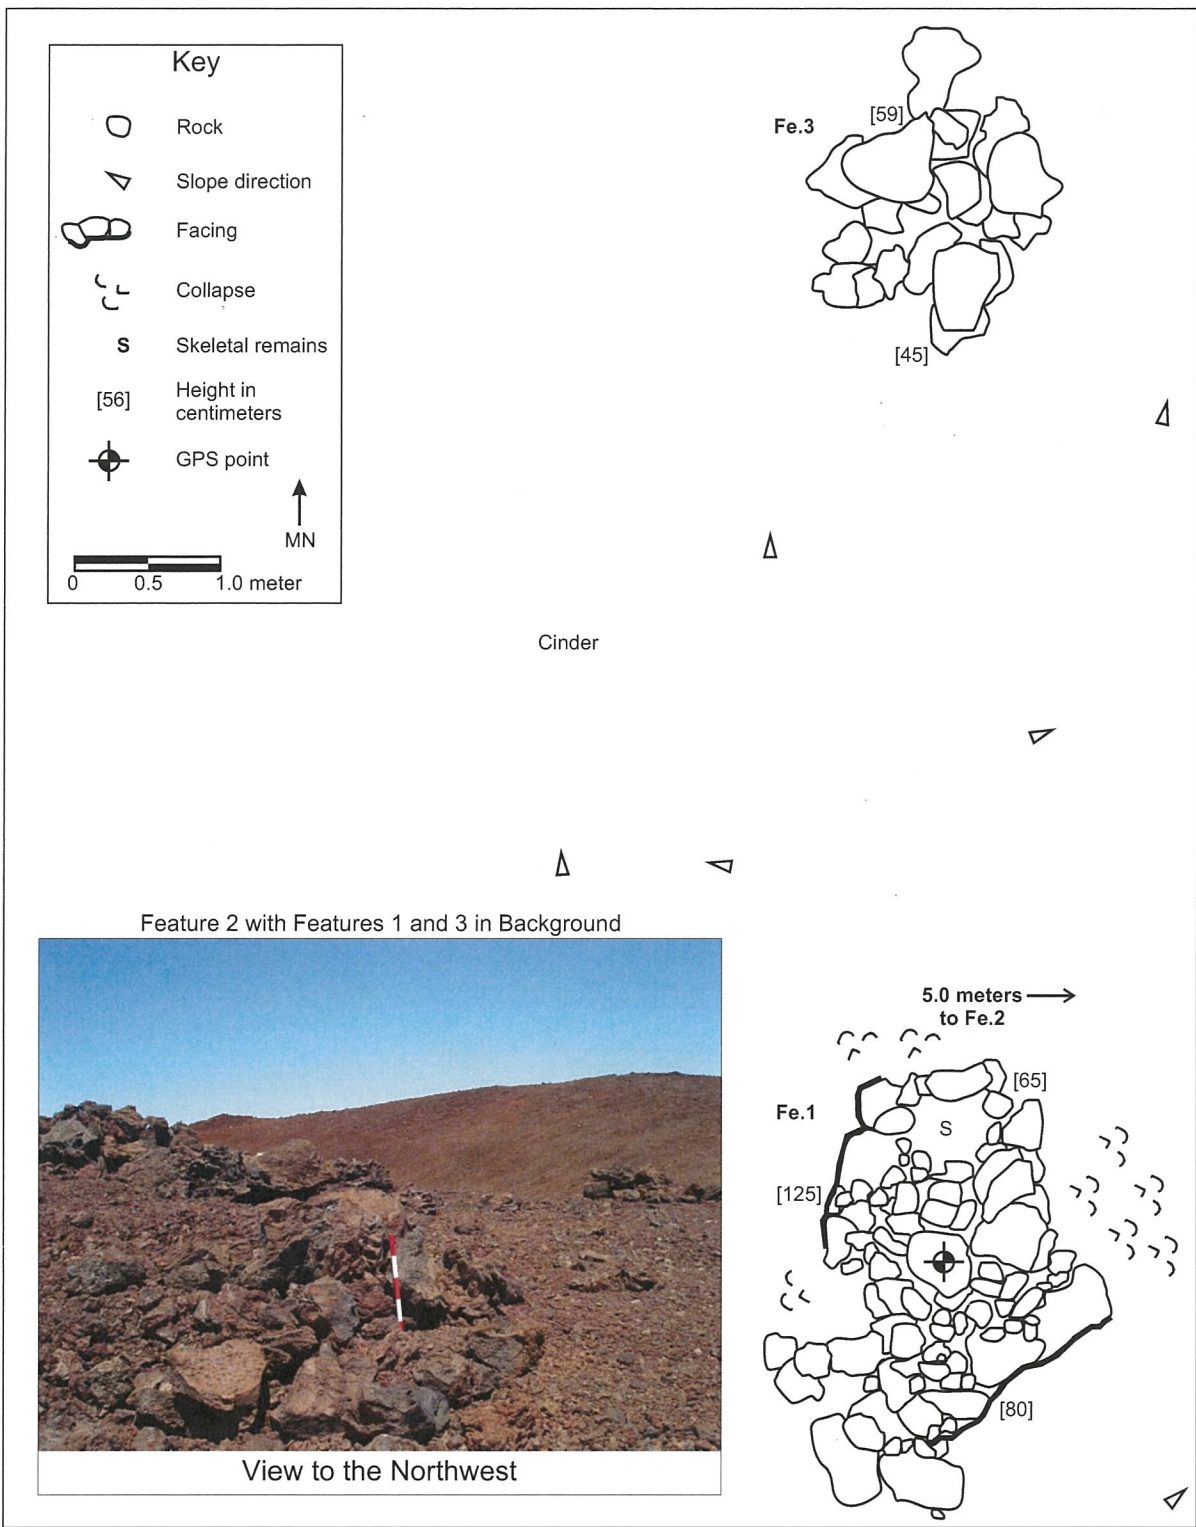 Key
Rock
Slope direction
Facing
Collapse
S
Skeletal remains
[56]
Height in
centimeters
GPS point
MN
0
0.5
1.0 meter
Fe.3
[59]
[45]
Cinder
Feature 2 with Features 1 and 3 in Background
View to the Northwest
5.0 meters
to Fe.2
Fe.1
[65]
S
[125]
[80]